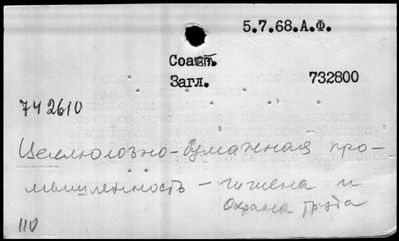 5.7.68.А.Ф.
Соавт.
Загл. 732800
742610
Целлюлозно-бумажная про-
мышленность – гигиена и
охрана труда
110